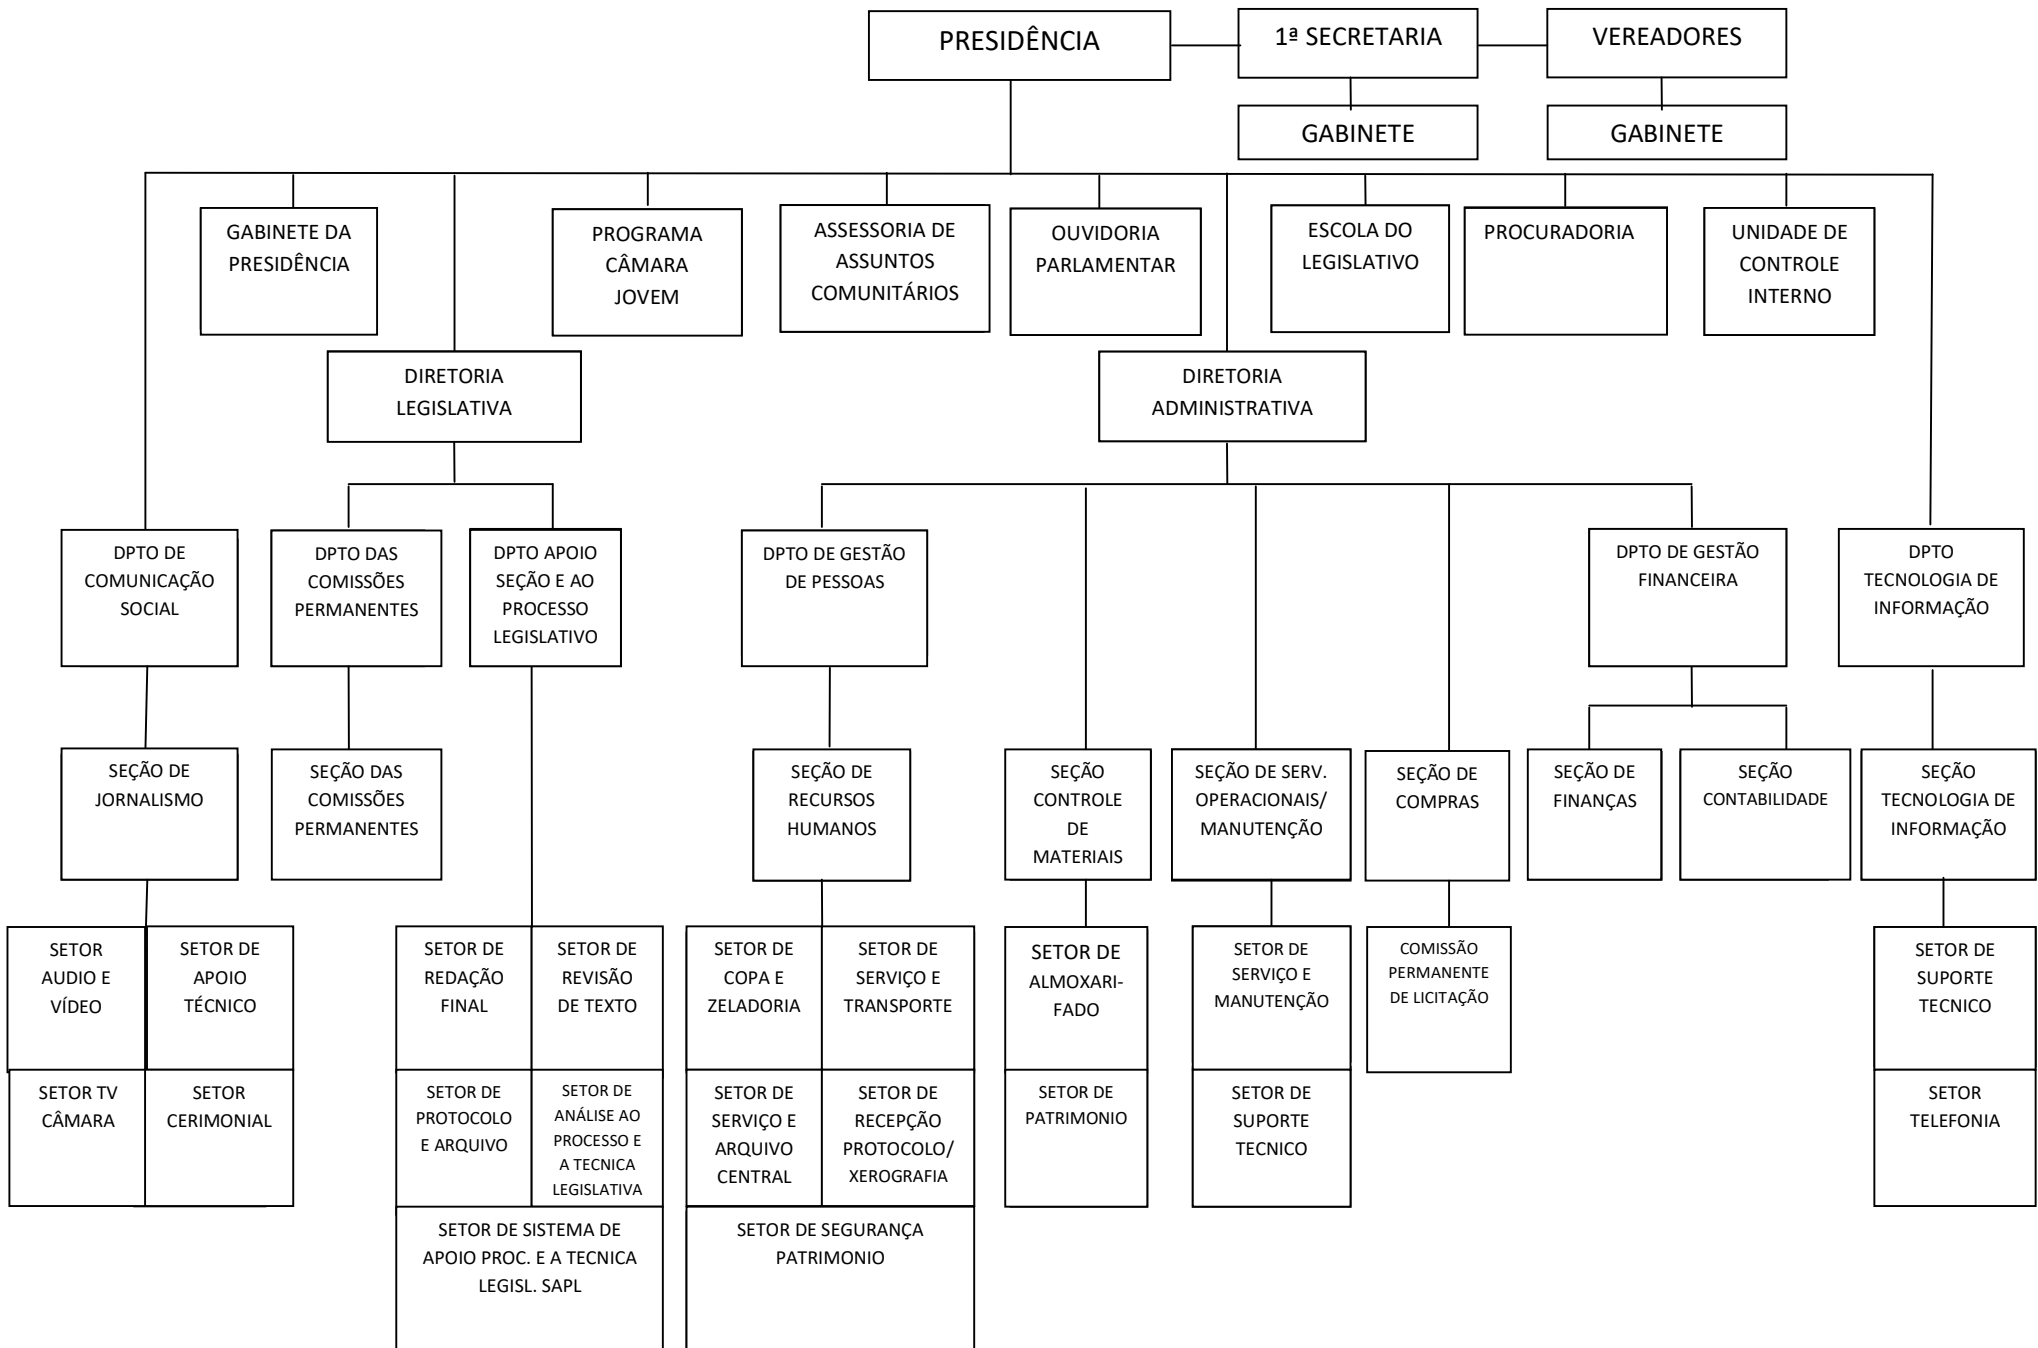 PRESIDÊNCIA
1ª SECRETARIA
VEREADORES
GABINETE
GABINETE
GABINETE DA
PRESIDÊNCIA
PROGRAMA
CÂMARA
JOVEM
ASSESSORIA DE
ASSUNTOS
COMUNITÁRIOS
OUVIDORIA
PARLAMENTAR
ESCOLA DO
LEGISLATIVO
PROCURADORIA
UNIDADE DE
CONTROLE
INTERNO
DIRETORIA
LEGISLATIVA
DIRETORIA
ADMINISTRATIVA
DPTO DE
COMUNICAÇÃO
SOCIAL
DPTO DAS
COMISSÕES
PERMANENTES
DPTO APOIO
SEÇÃO E AO
PROCESSO
LEGISLATIVO
DPTO DE GESTÃO
DE PESSOAS
DPTO DE GESTÃO
FINANCEIRA
DPTO
TECNOLOGIA DE
INFORMAÇÃO
SEÇÃO DE
JORNALISMO
SEÇÃO DAS
COMISSÕES
PERMANENTES
SEÇÃO DE
RECURSOS
HUMANOS
SEÇÃO
CONTROLE
DE
MATERIAIS
SEÇÃO DE SERV.
OPERACIONAIS/
MANUTENÇÃO
SEÇÃO DE
COMPRAS
SEÇÃO DE
FINANÇAS
SEÇÃO
CONTABILIDADE
SEÇÃO
TECNOLOGIA DE
INFORMAÇÃO
SETOR
AUDIO E
VÍDEO
SETOR DE
APOIO
TÉCNICO
SETOR DE
REDAÇÃO
FINAL
SETOR DE
REVISÃO
DE TEXTO
SETOR DE
COPA E
ZELADORIA
SETOR DE
SERVIÇO E
TRANSPORTE
SETOR DE
ALMOXARI-
FADO
SETOR DE
SERVIÇO E
MANUTENÇÃO
COMISSÃO
PERMANENTE
DE LICITAÇÃO
SETOR DE
SUPORTE
TECNICO
SETOR TV
CÂMARA
SETOR
CERIMONIAL
SETOR DE
PROTOCOLO
E ARQUIVO
SETOR DE
ANÁLISE AO
PROCESSO E
A TECNICA
LEGISLATIVA
SETOR DE
SERVIÇO E
ARQUIVO
CENTRAL
SETOR DE
RECEPÇÃO
PROTOCOLO/
XEROGRAFIA
SETOR DE
PATRIMONIO
SETOR DE
SUPORTE
TECNICO
SETOR
TELEFONIA
SETOR DE SISTEMA DE
APOIO PROC. E A TECNICA
LEGISL. SAPL
SETOR DE SEGURANÇA
PATRIMONIO